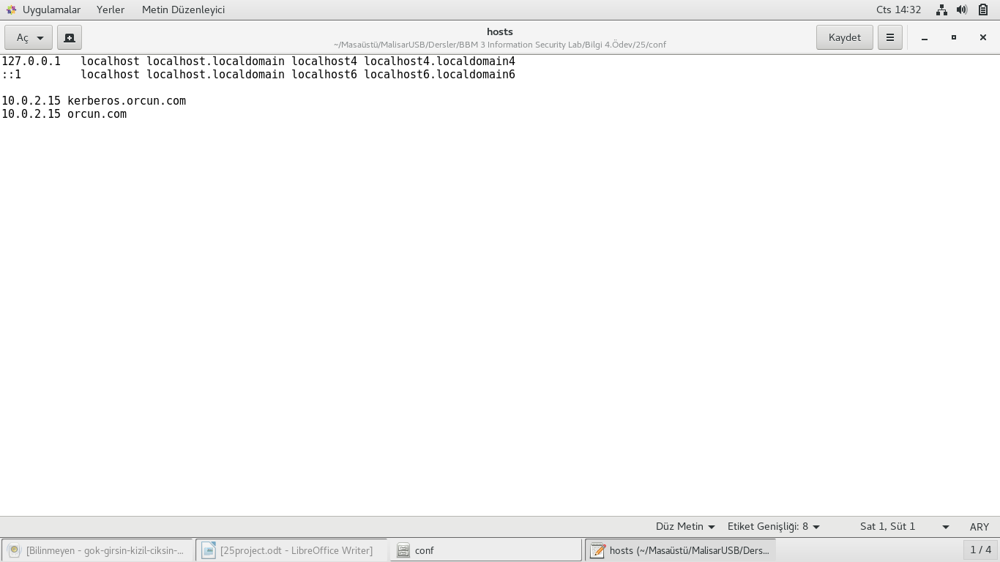 Uygulamalar Yerler Metin Düzenleyici Cts 14:32
Aç hosts Kaydet
~/Masaüstü/MalisarUSB/Dersler/BBM 3 Information Security Lab/Bilgi 4.Ödev/25/conf
127.0.0.1   localhost localhost.localdomain localhost4 localhost4.localdomain4
::1         localhost localhost.localdomain localhost6 localhost6.localdomain6
10.0.2.15 kerberos.orcun.com
10.0.2.15 orcun.com
Düz Metin Etiket Genişliği: 8 Sat 1, Süt 1 ARY
[Bilinmeyen - gok-girsin-kizil-ciksin-... [25project.odt - LibreOffice Writer] conf hosts (~/Masaüstü/MalisarUSB/Ders... 1 / 4